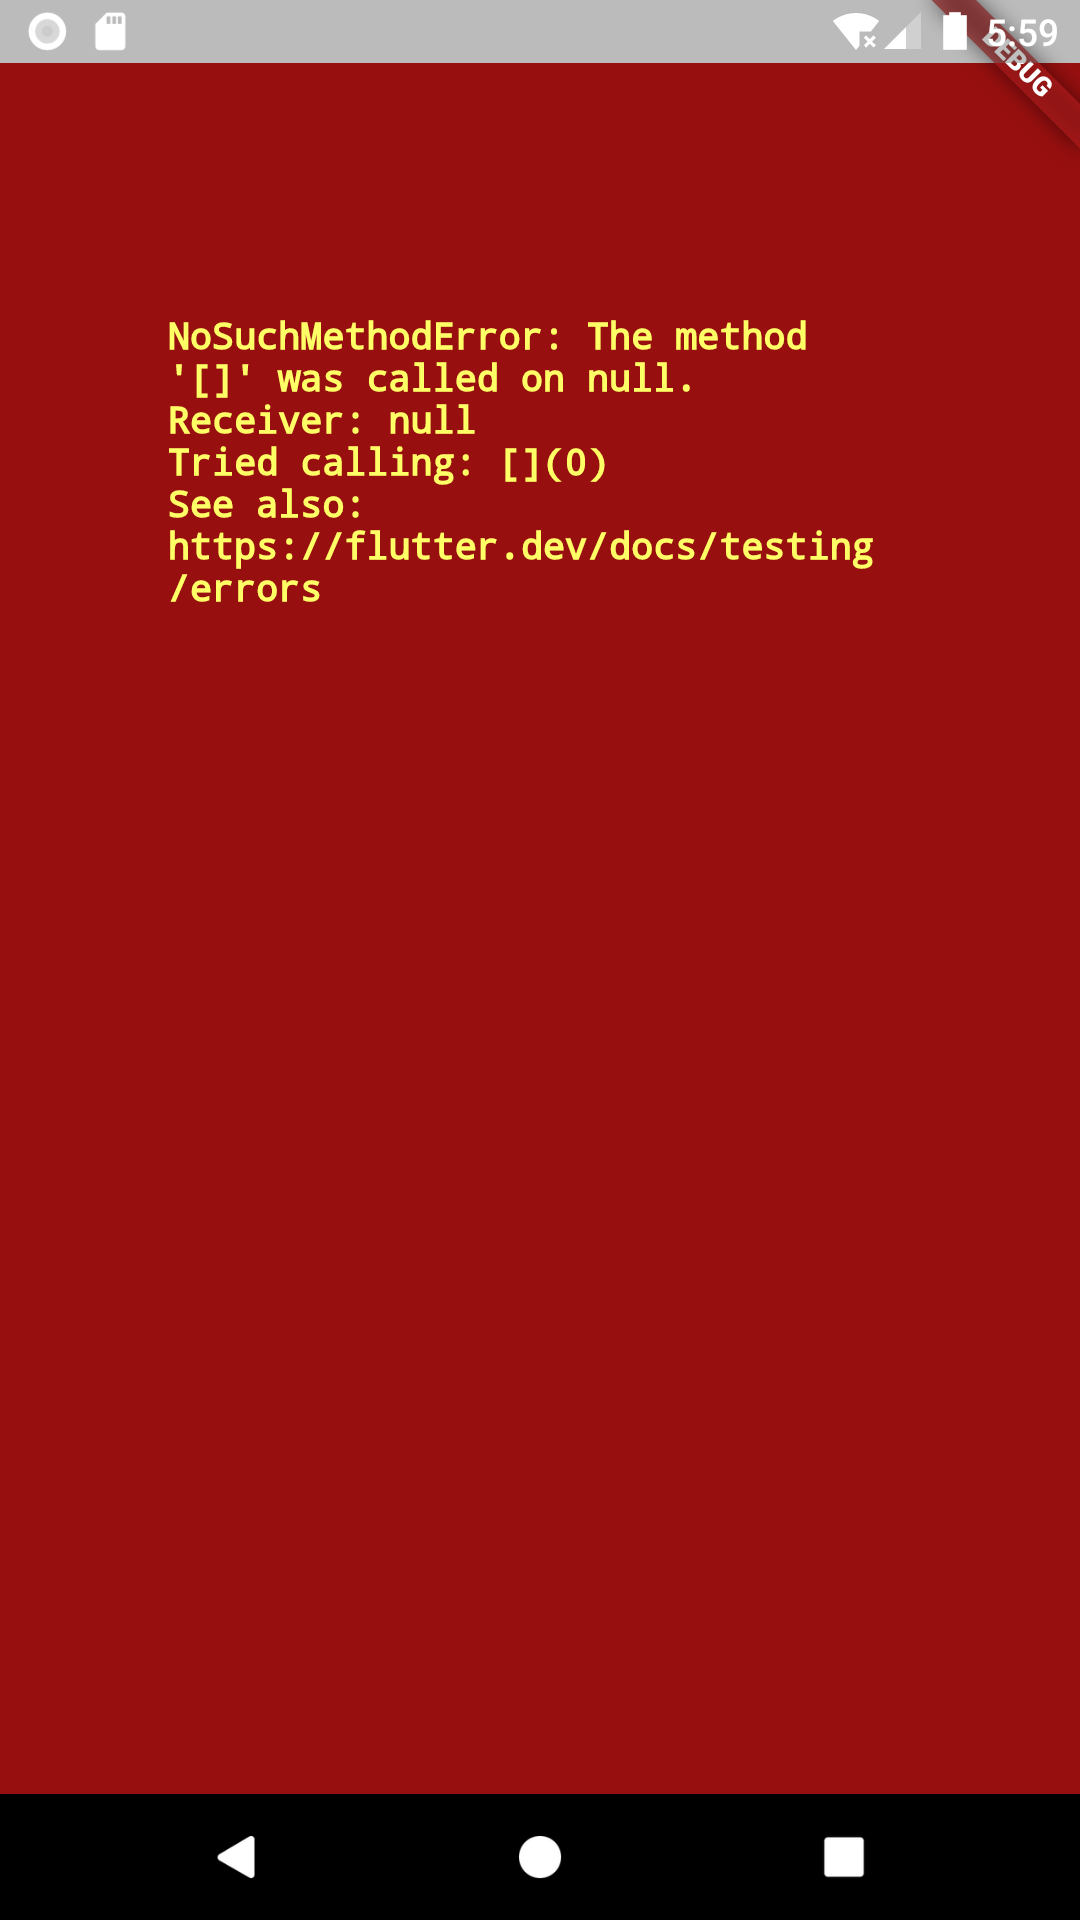 5:59
DEBUG
NoSuchMethodError: The method
'[]' was called on null.
Receiver: null
Tried calling: [](0)
See also:
https://flutter.dev/docs/testing
/errors